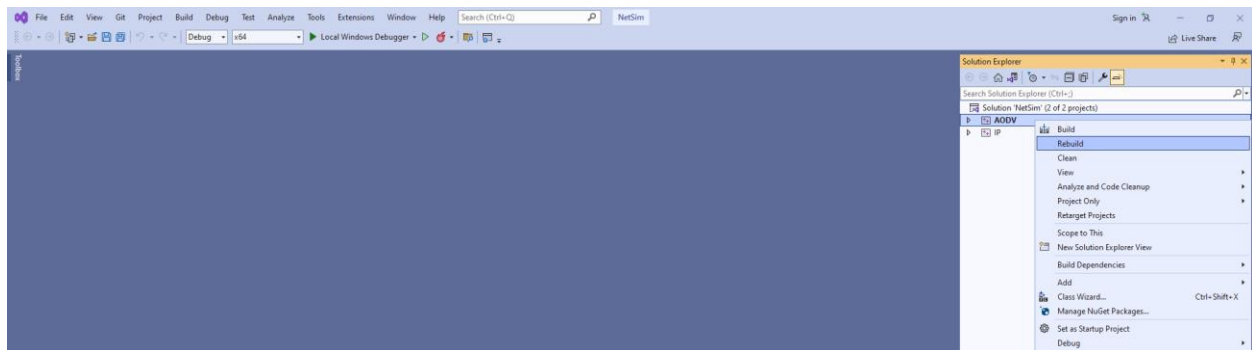 File Edit View Git Project Build Debug Test Analyze Tools Extensions Window Help Search (Ctrl+Q) NetSim Sign in
Debug x64 Local Windows Debugger Live Share
Toolbox
Solution Explorer
Search Solution Explorer (Ctrl+;)
Solution 'NetSim' (2 of 2 projects)
AODV
IP
Build
Rebuild
Clean
View
Analyze and Code Cleanup
Project Only
Retarget Projects
Scope to This
New Solution Explorer View
Build Dependencies
Add
Class Wizard... Ctrl+Shift+X
Manage NuGet Packages...
Set as Startup Project
Debug